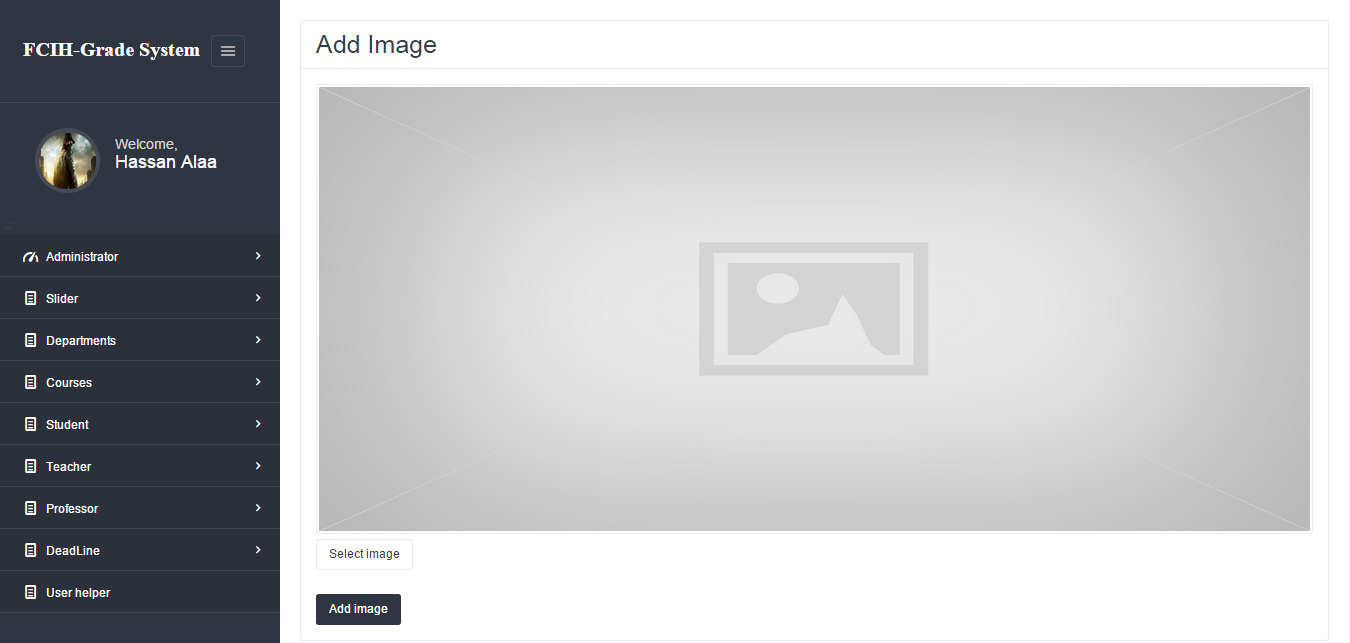 FCIH-Grade System
Welcome,
Hassan Alaa
Administrator
Slider
Departments
Courses
Student
Teacher
Professor
DeadLine
User helper
Add Image
Select image
Add image